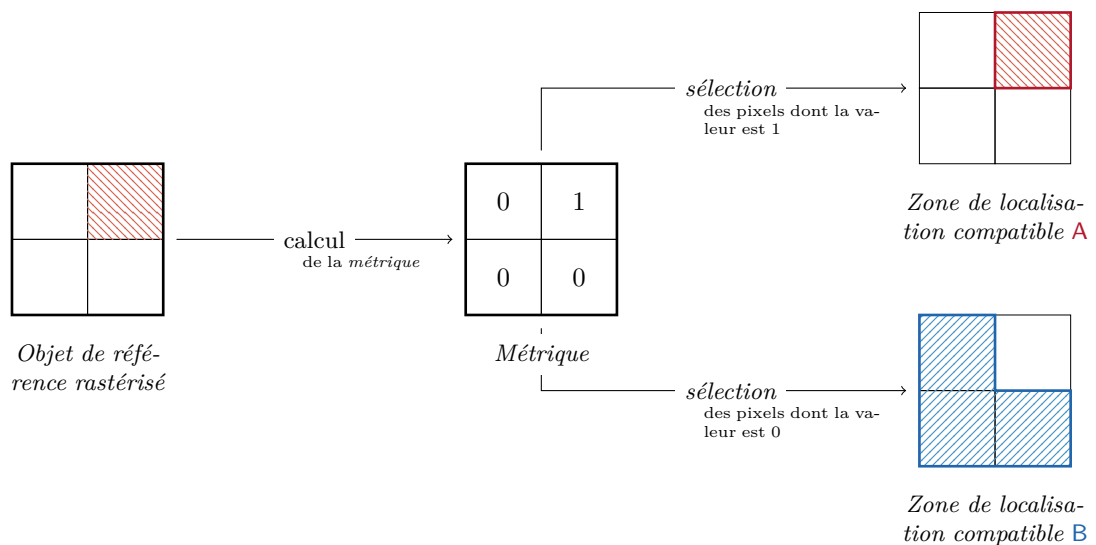 sélection
des pixels dont la va-
leur est 1
Zone de localisa-
tion compatible A
calcul
de la métrique
0 1
0 0
Objet de réfé-
rence rastérisé
Métrique
sélection
des pixels dont la va-
leur est 0
Zone de localisa-
tion compatible B